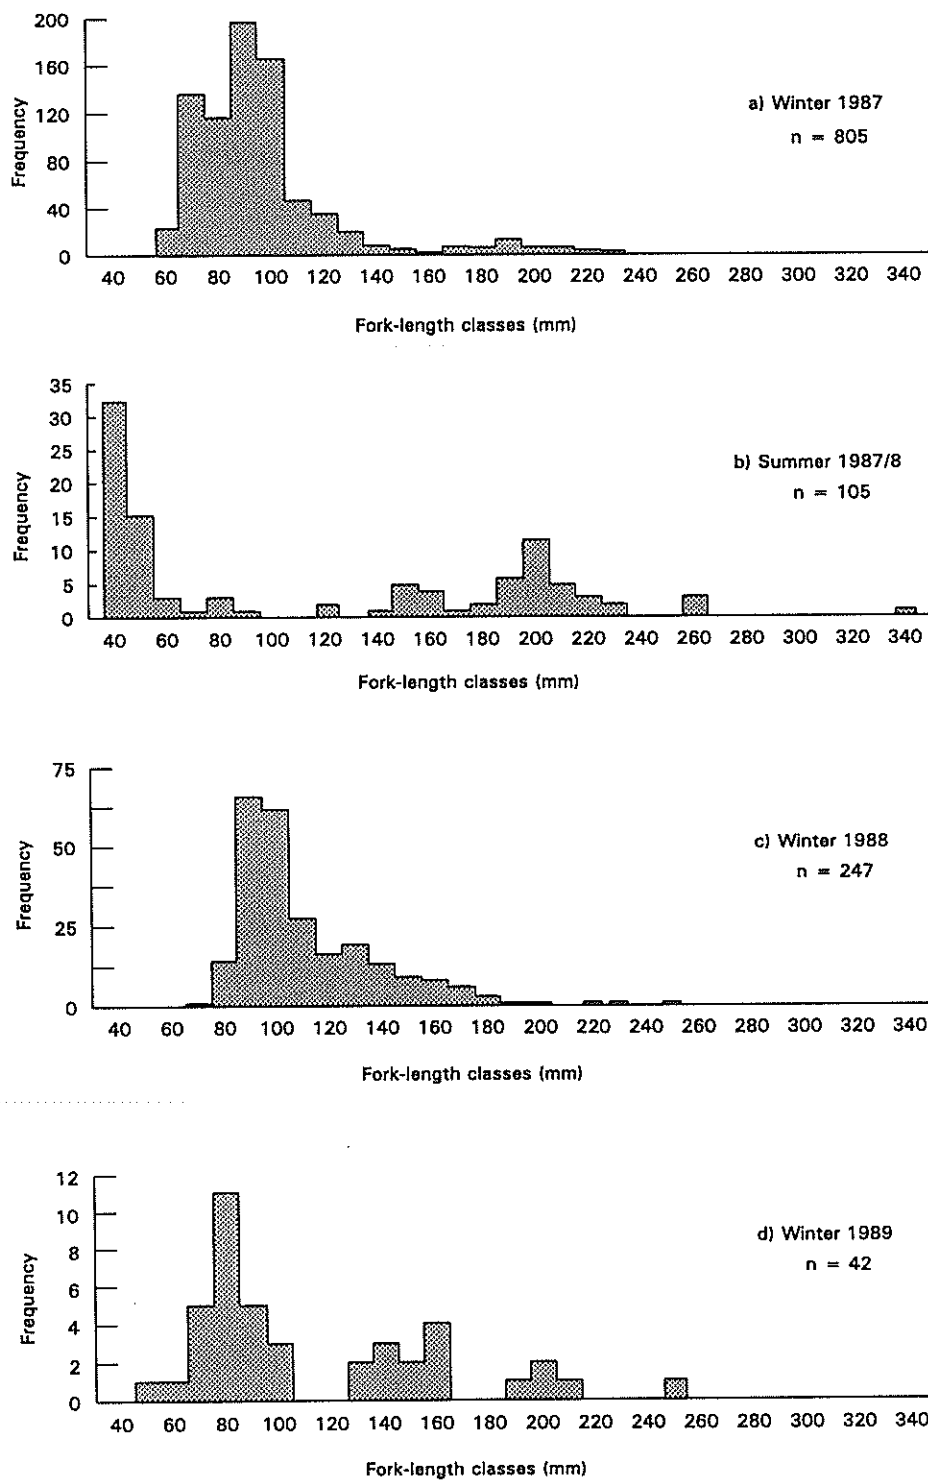 200
160
120
80
40
0
Frequency
a) Winter 1987
n = 805
40 60 80 100 120 140 160 180 200 220 240 260 280 300 320 340
Fork-length classes (mm)
35
30
25
20
15
10
5
0
Frequency
b) Summer 1987/8
n = 105
40 60 80 100 120 140 160 180 200 220 240 260 280 300 320 340
Fork-length classes (mm)
75
50
25
0
Frequency
c) Winter 1988
n = 247
40 60 80 100 120 140 160 180 200 220 240 260 280 300 320 340
Fork-length classes (mm)
12
10
8
6
4
2
0
Frequency
d) Winter 1989
n = 42
40 60 80 100 120 140 160 180 200 220 240 260 280 300 320 340
Fork-length classes (mm)